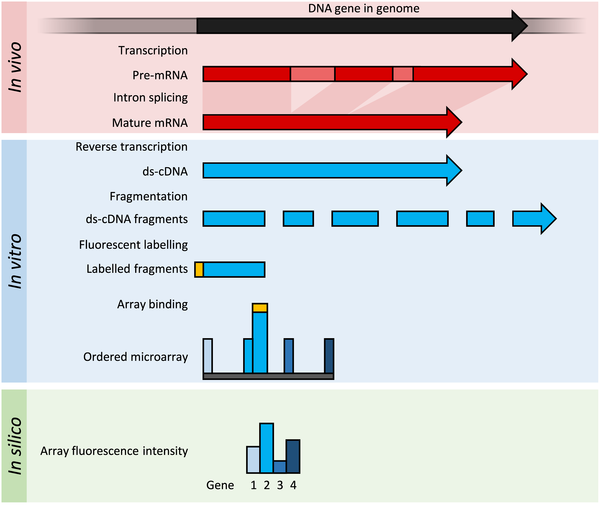 DNA gene in genome
In vivo
Transcription
Pre-mRNA
Intron splicing
Mature mRNA
In vitro
Reverse transcription
ds-cDNA
Fragmentation
ds-cDNA fragments
Fluorescent labelling
Labelled fragments
Array binding
Ordered microarray
In silico
Array fluorescence intensity
Gene 1 2 3 4